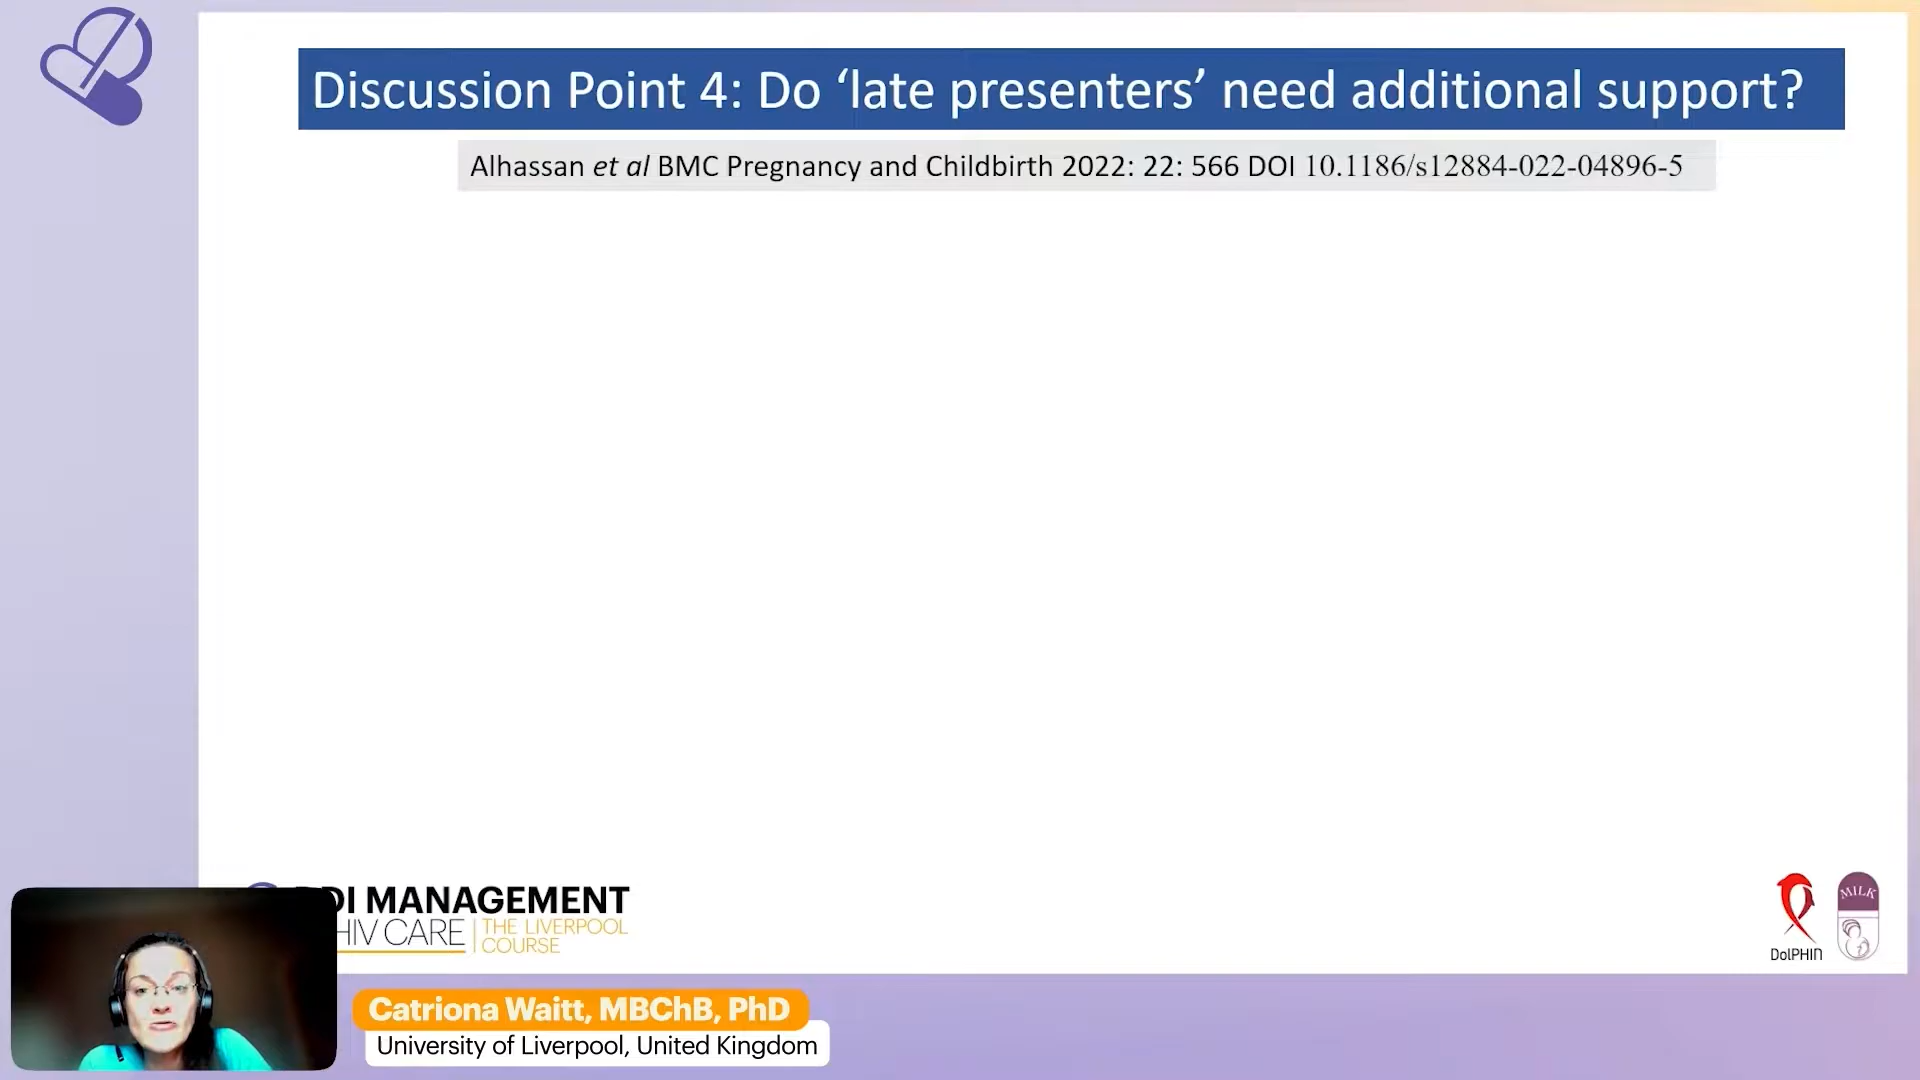 Discussion Point 4: Do ‘late presenters’ need additional support?
Alhassan et al BMC Pregnancy and Childbirth 2022: 22: 566 DOI 10.1186/s12884-022-04896-5
DI MANAGEMENT
HIV CARE
THE LIVERPOOL
COURSE
DolPHIN
MILK
Catriona Waitt, MBChB, PhD
University of Liverpool, United Kingdom